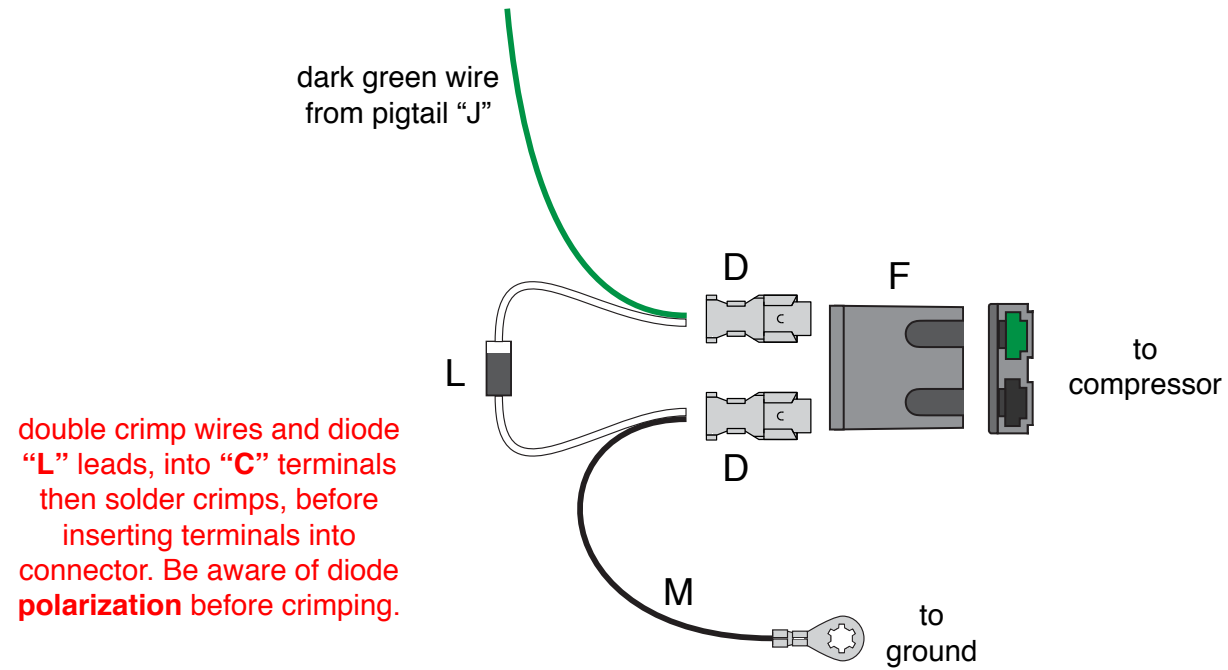 dark green wire
from pigtail “J”
D
F
L
to
compressor
D
double crimp wires and diode
“L” leads, into “C” terminals
then solder crimps, before
inserting terminals into
connector. Be aware of diode
polarization before crimping.
M
to
ground
C
C